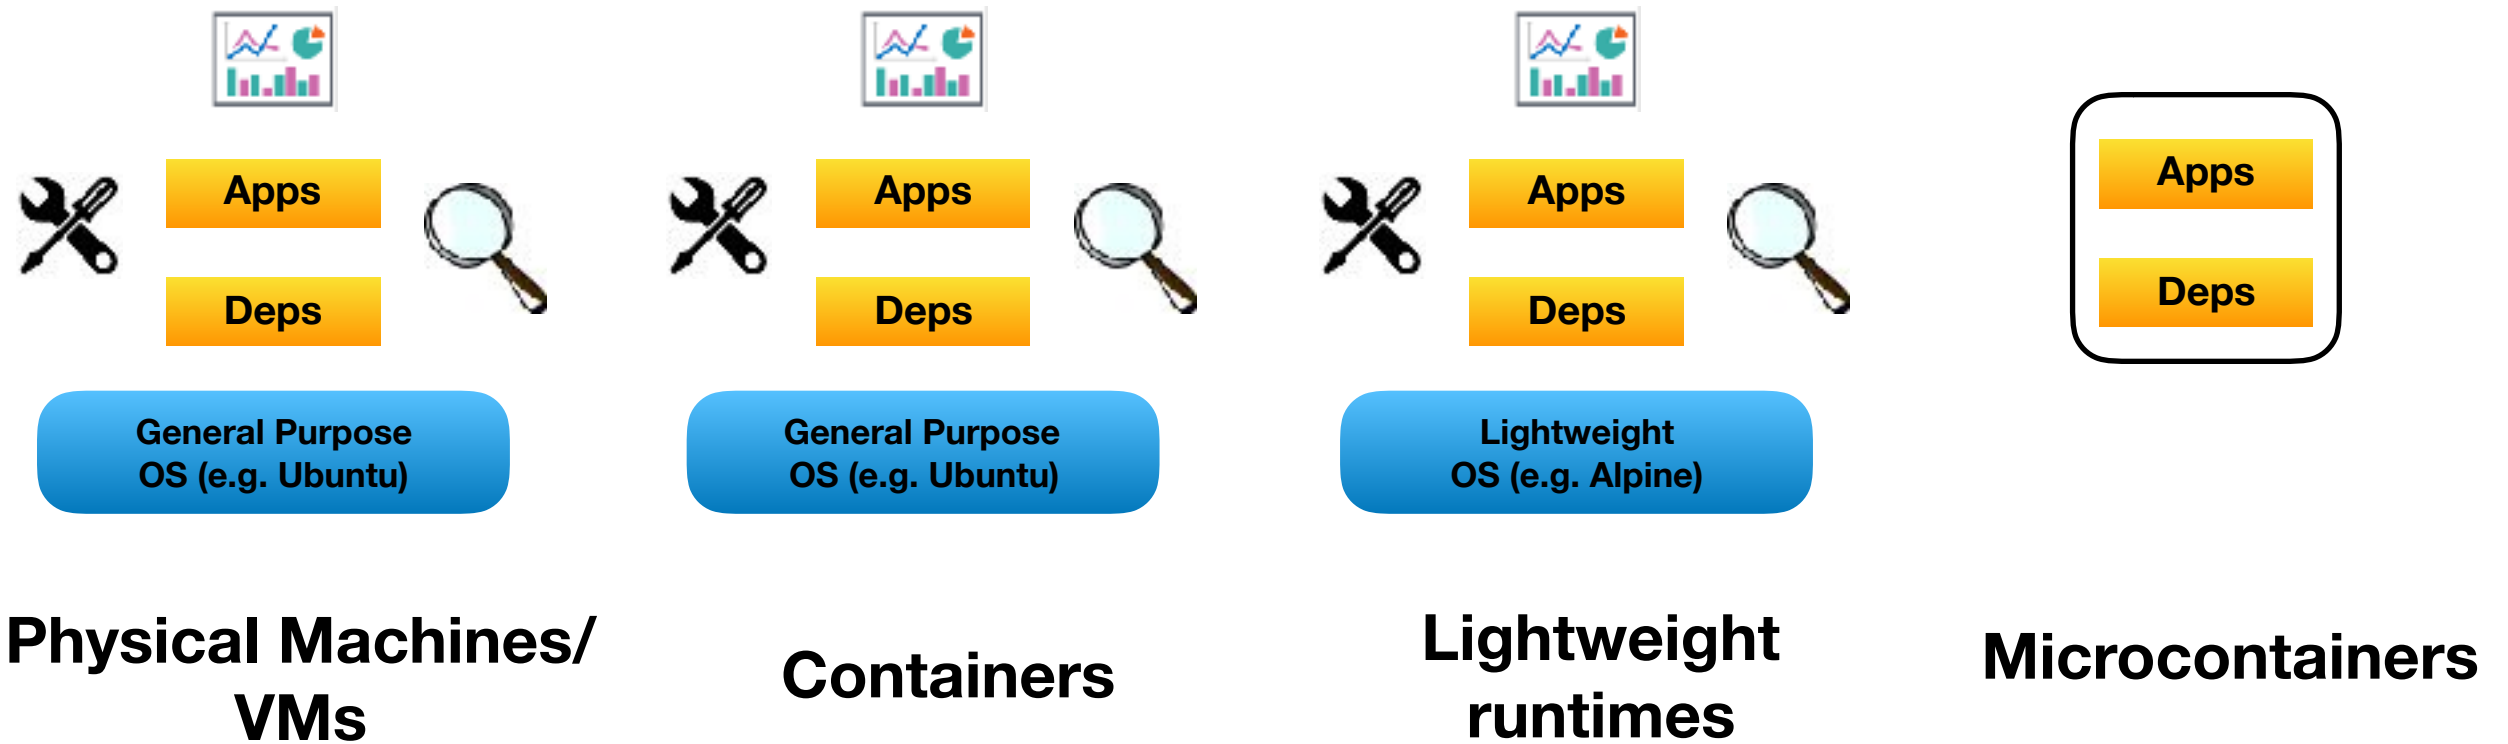 Apps
Deps
General Purpose
OS (e.g. Ubuntu)
Physical Machines/
VMs
Apps
Deps
General Purpose
OS (e.g. Ubuntu)
Containers
Apps
Deps
Lightweight
OS (e.g. Alpine)
Lightweight
runtimes
Apps
Deps
Microcontainers